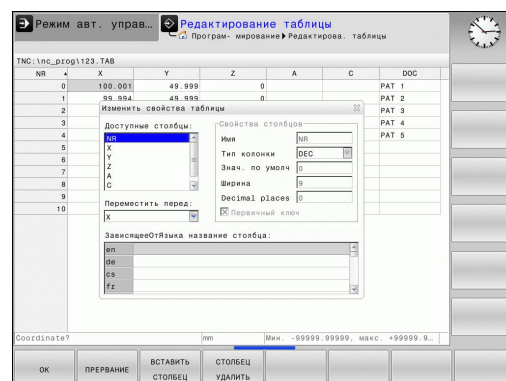 Режим авт. управ... Редактирование таблицы
Програм- мирование Редактирова. таблицы
TNC:\nc_prog\123.TAB
NR X Y Z A C DOC
0 100.001 49.999 0 PAT 1
1 99.994 49.999 0 PAT 2
2 PAT 3
3 PAT 4
4 PAT 5
5
6
7
8
9
10
Изменить свойства таблицы
Доступные столбцы:
NR
X
Y
Z
A
C
Переместить перед:
X
Свойства столбцов
Имя NR
Тип колонки DEC
Знач. по умолч 0
Ширина 9
Decimal places 0
Первичный ключ
ЗависящееОтЯзыка название столбца:
en
de
cs
fr
Coordinate? mm Мин. -99999.99999, макс. +99999.9...
ОК ПРЕРВАНИЕ ВСТАВИТЬ СТОЛБЕЦ СТОЛБЕЦ УДАЛИТЬ